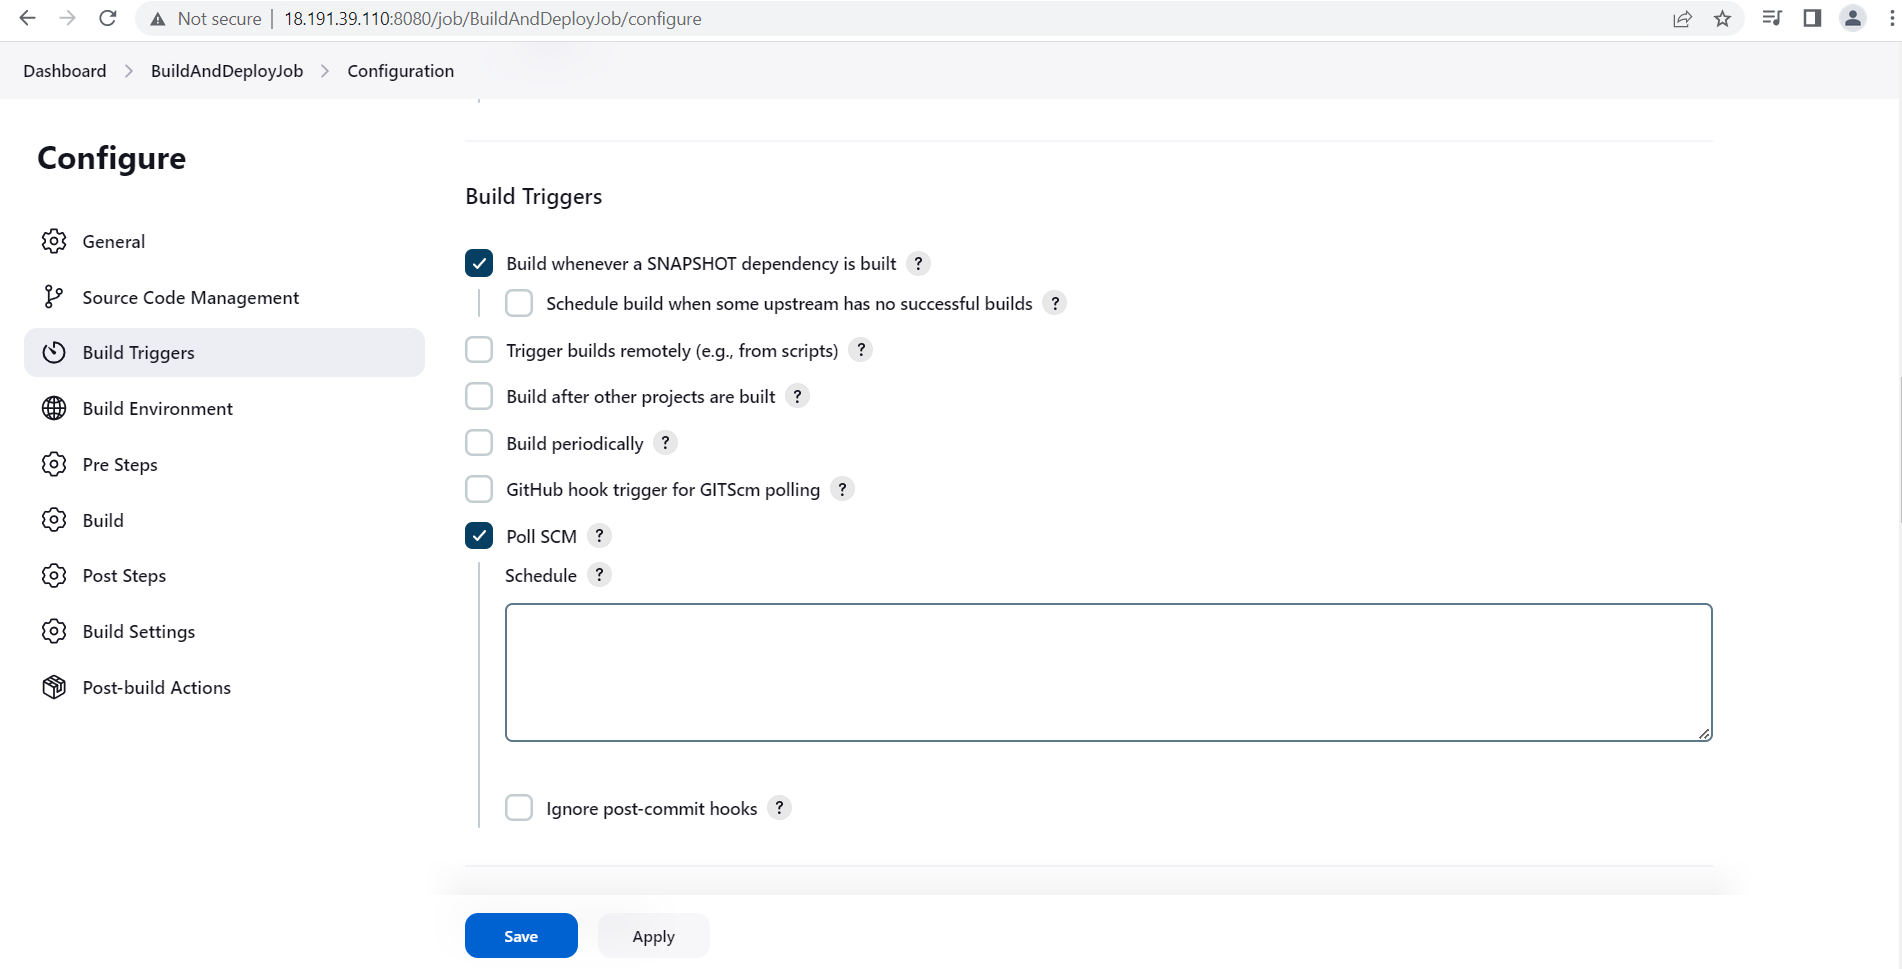 Not secure | 18.191.39.110:8080/job/BuildAndDeployJob/configure
Dashboard > BuildAndDeployJob > Configuration
Configure
General
Source Code Management
Build Triggers
Build Environment
Pre Steps
Build
Post Steps
Build Settings
Post-build Actions
Build Triggers
Build whenever a SNAPSHOT dependency is built ?
Schedule build when some upstream has no successful builds ?
Trigger builds remotely (e.g., from scripts) ?
Build after other projects are built ?
Build periodically ?
GitHub hook trigger for GITScm polling ?
Poll SCM ?
Schedule ?
Ignore post-commit hooks ?
Save Apply